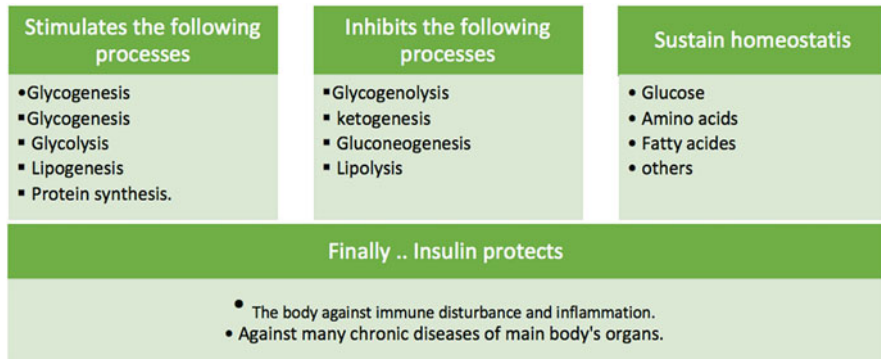 Stimulates the following
processes
•Glycogenesis
▪Glycogenesis
▪ Glycolysis
▪ Lipogenesis
▪ Protein synthesis.
Inhibits the following
processes
▪Glycogenolysis
▪ ketogenesis
▪ Gluconeogenesis
▪ Lipolysis
Sustain homeostatis
• Glucose
• Amino acids
• Fatty acides
• others
Finally .. Insulin protects
• The body against immune disturbance and inflammation.
• Against many chronic diseases of main body's organs.